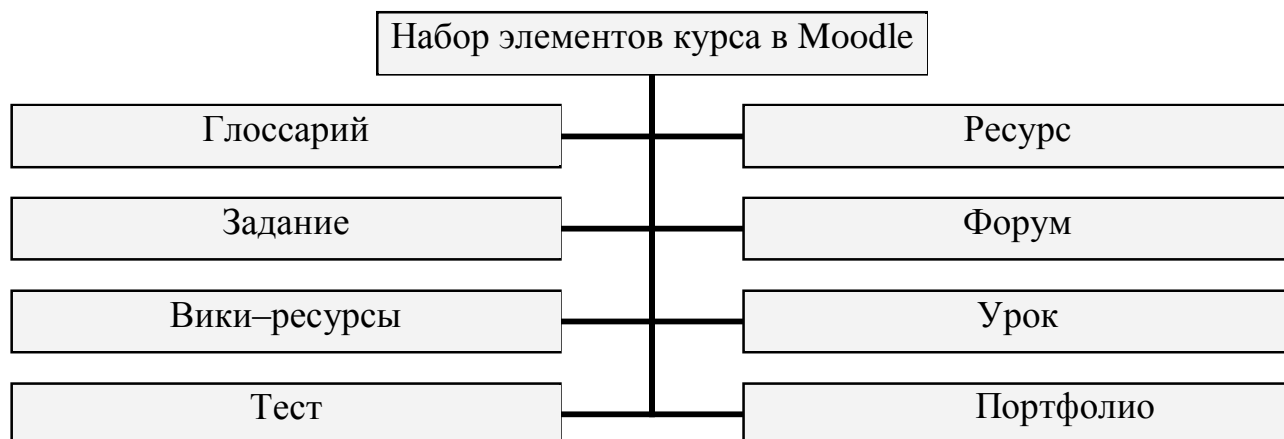 Набор элементов курса в Moodle
Глоссарий
Ресурс
Задание
Форум
Вики–ресурсы
Урок
Тест
Портфолио